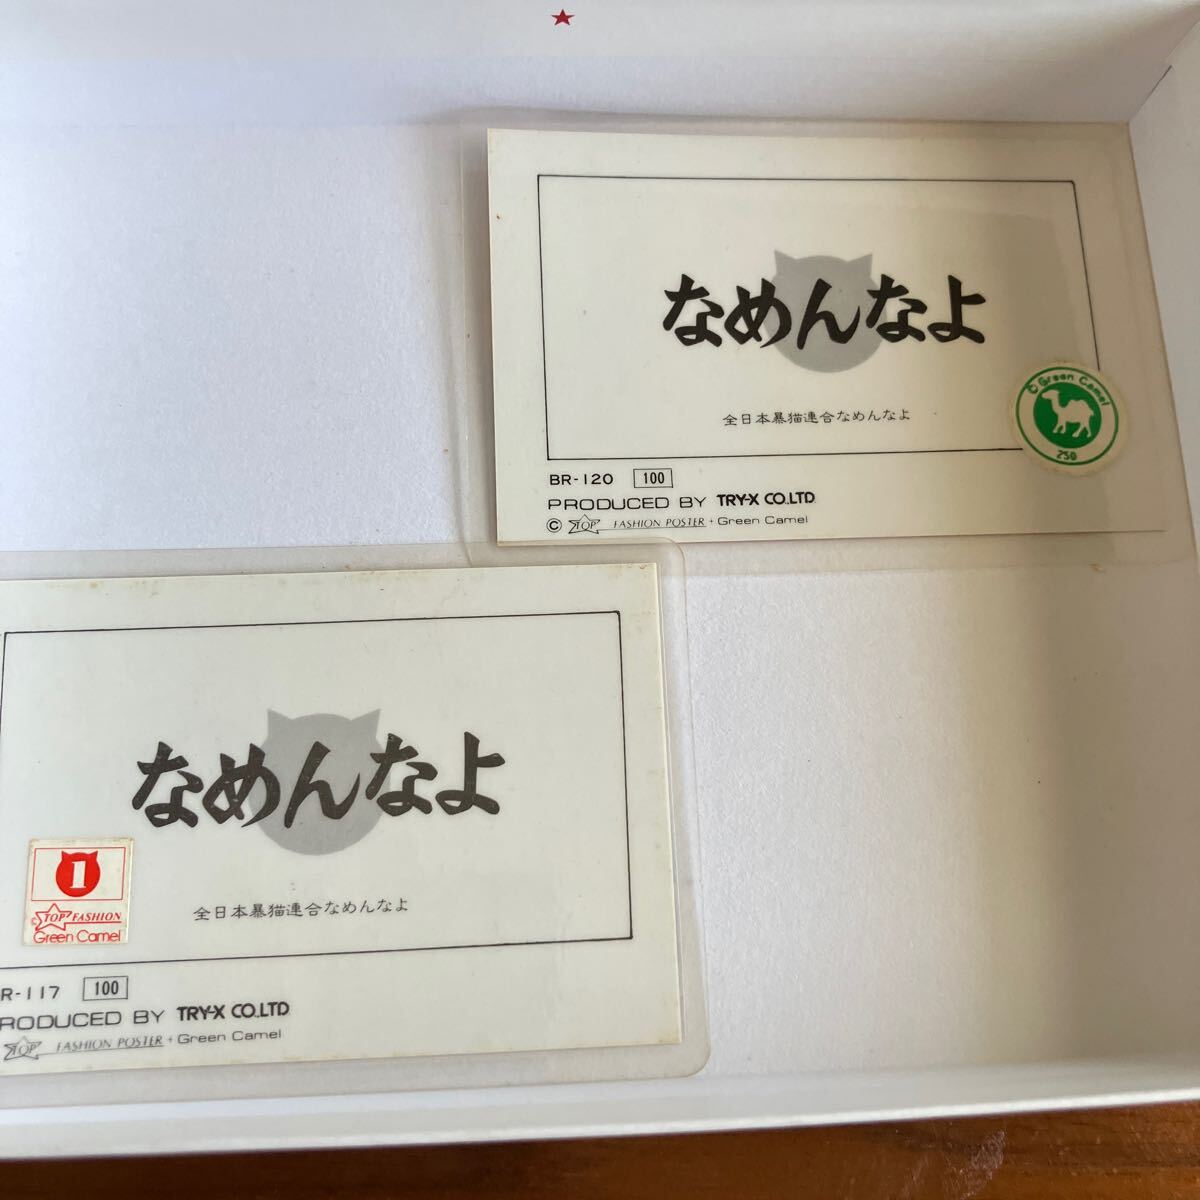 なめんなよ
全日本暴猫連合なめんなよ
© Green Camel
250
BR-120 100
PRODUCED BY TRY-X CO.,LTD
© TOP FASHION POSTER + Green Camel
なめんなよ
全日本暴猫連合なめんなよ
1
© TOP FASHION
Green Camel
R-117 100
RODUCED BY TRY-X CO.,LTD
TOP FASHION POSTER + Green Camel